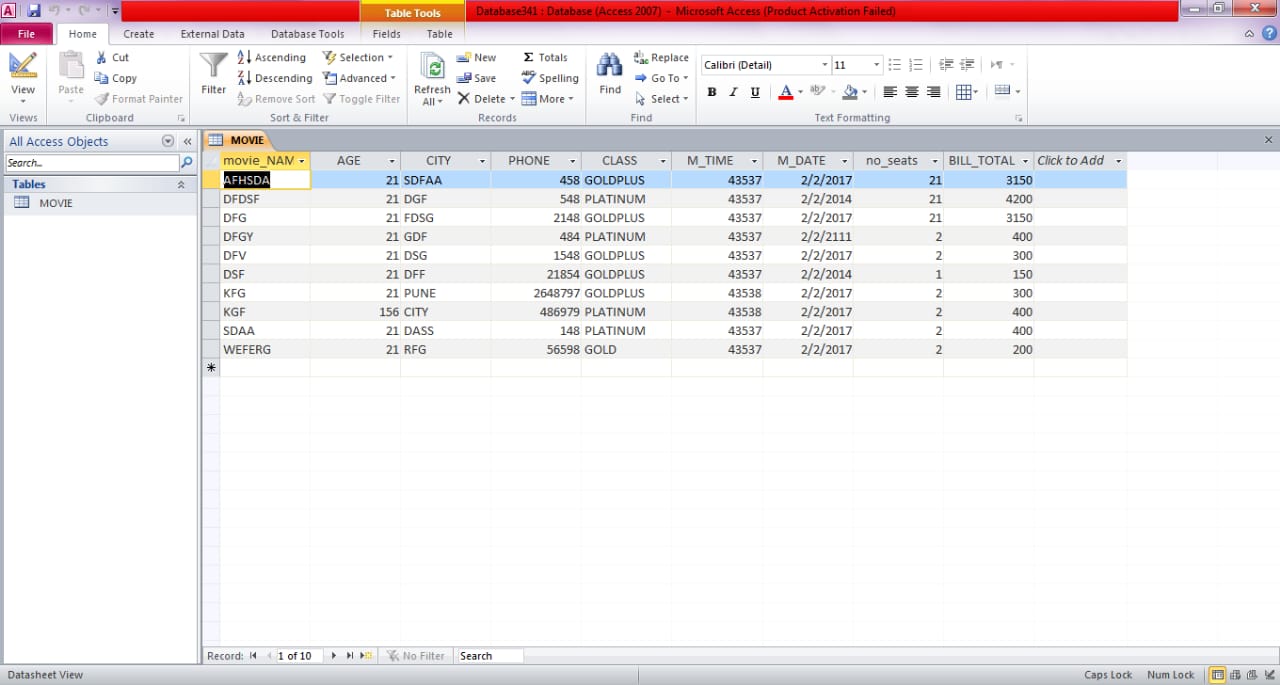 Table Tools
Database341 : Database (Access 2007) - Microsoft Access (Product Activation Failed)
File Home Create External Data Database Tools Fields Table
View
Views
Paste
Cut
Copy
Format Painter
Clipboard
Filter
Ascending
Descending
Remove Sort
Selection
Advanced
Toggle Filter
Sort & Filter
Refresh All
New
Save
Delete
Totals
Spelling
More
Records
Find
Replace
Go To
Select
Find
Calibri (Detail) 11
B I U A
Text Formatting
All Access Objects
Search...
Tables
MOVIE
MOVIE
movie_NAM AGE CITY PHONE CLASS M_TIME M_DATE no_seats BILL_TOTAL Click to Add
AFHSDA 21 SDFAA 458 GOLDPLUS 43537 2/2/2017 21 3150
DFDSF 21 DGF 548 PLATINUM 43537 2/2/2014 21 4200
DFG 21 FDSG 2148 GOLDPLUS 43537 2/2/2017 21 3150
DFGY 21 GDF 484 PLATINUM 43537 2/2/2111 2 400
DFV 21 DSG 1548 GOLDPLUS 43537 2/2/2017 2 300
DSF 21 DFF 21854 GOLDPLUS 43537 2/2/2014 1 150
KFG 21 PUNE 2648797 GOLDPLUS 43538 2/2/2017 2 300
KGF 156 CITY 486979 PLATINUM 43538 2/2/2017 2 400
SDAA 21 DASS 148 PLATINUM 43537 2/2/2017 2 400
WEFERG 21 RFG 56598 GOLD 43537 2/2/2017 2 200
Record: 1 of 10 No Filter Search
Datasheet View Caps Lock Num Lock